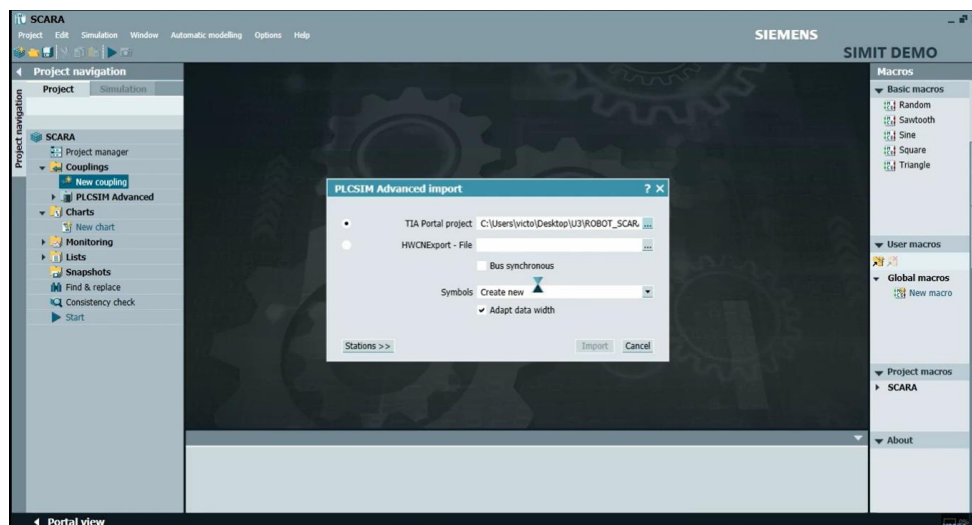 SCARA
Project Edit Simulation Window Automatic modelling Options Help
SIEMENS
SIMIT DEMO
Project navigation
Project navigation
Project Simulation
SCARA
Project manager
Couplings
New coupling
PLCSIM Advanced
Charts
New chart
Monitoring
Lists
Snapshots
Find & replace
Consistency check
Start
PLCSIM Advanced import ? X
TIA Portal project C:\Users\victo\Desktop\U3\ROBOT_SCAR ...
HWCNExport - File ...
Bus synchronous
Symbols Create new
Adapt data width
Stations >> Import Cancel
Macros
Basic macros
Random
Sawtooth
Sine
Square
Triangle
User macros
Global macros
New macro
Project macros
SCARA
About
Portal view